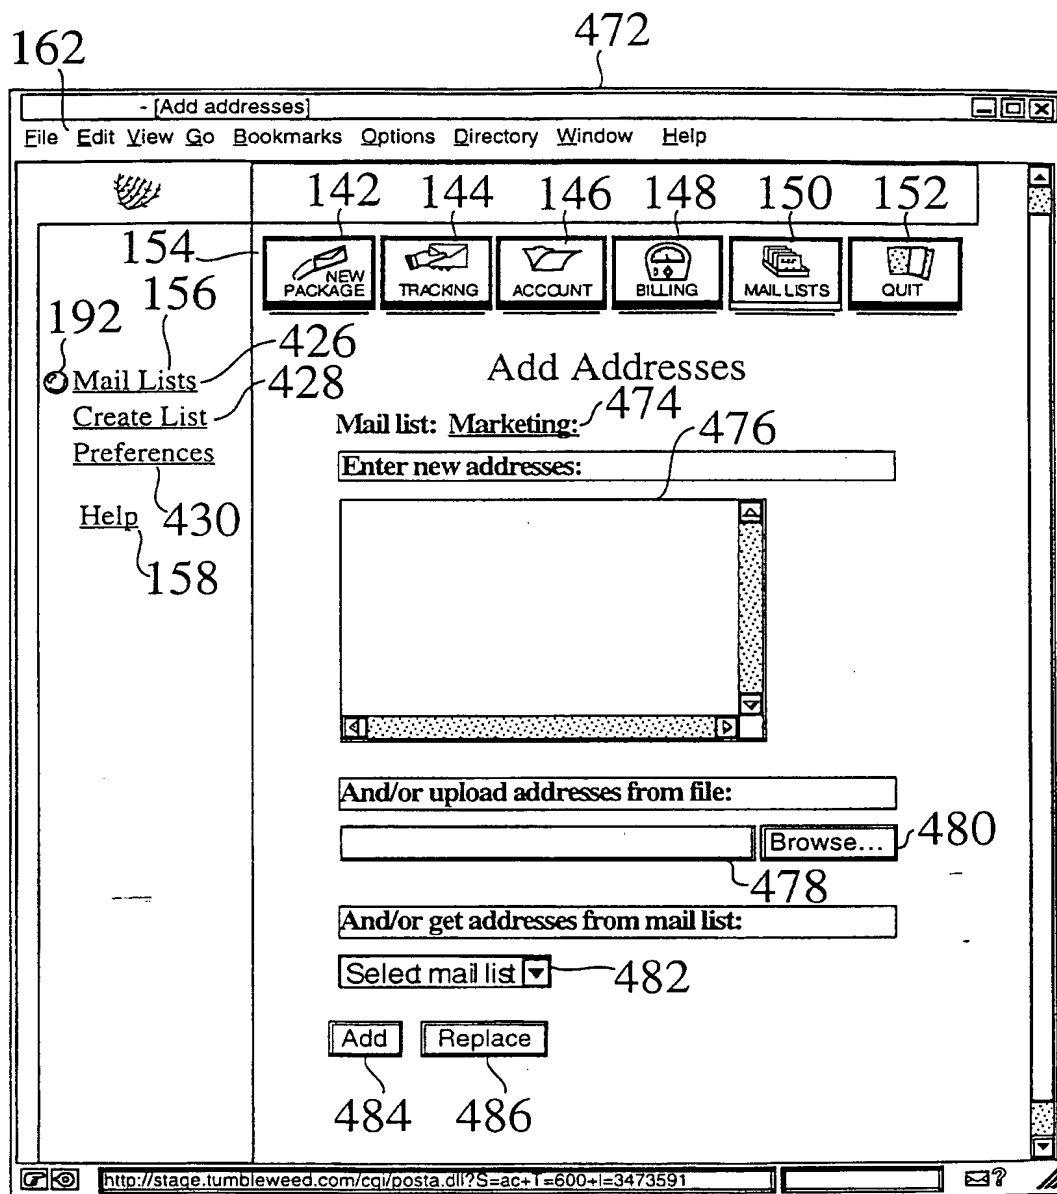 472
162
- [Add addresses]
File Edit View Go Bookmarks Options Directory Window Help
142 144 146 148 150 152
154
NEW PACKAGE TRACKING ACCOUNT BILLING MAIL LISTS QUIT
156
192
426
Mail Lists
428
Create List
Preferences
Help
430
158
Add Addresses
Mail list: Marketing: 474
476
Enter new addresses:
And/or upload addresses from file:
Browse... 480
478
And/or get addresses from mail list:
Select mail list 482
Add Replace
484 486
http://stage.tumbleweed.com/cgi/posta.dll?S=ac+T=600+I=3473591
?